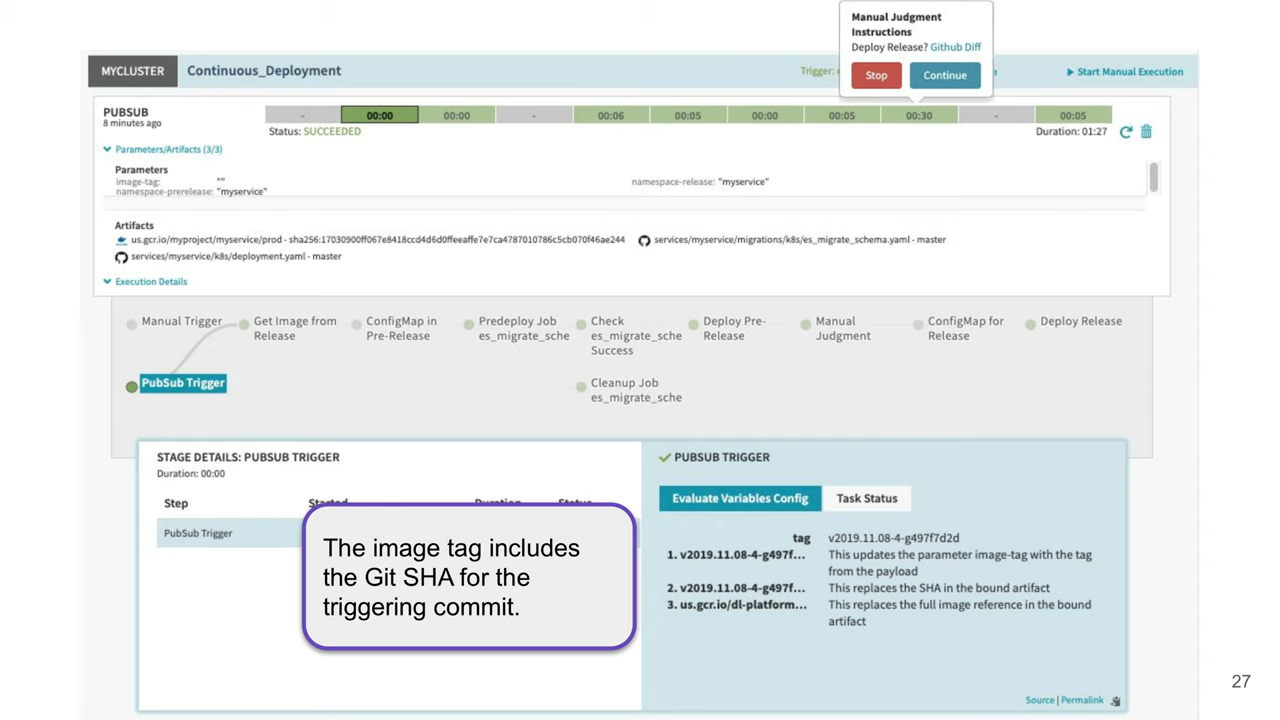 Manual Judgment
Instructions
Deploy Release? Github Diff
Stop Continue
MYCLUSTER Continuous_Deployment
Trigger:
Start Manual Execution
PUBSUB
8 minutes ago
- 00:00 00:00 - 00:06 00:05 00:00 00:05 00:30 - 00:05
Status: SUCCEEDED Duration: 01:27
Parameters/Artifacts (3/3)
Parameters
image-tag: "" namespace-release: "myservice"
namespace-prerelease: "myservice"
Artifacts
us.gcr.io/myproject/myservice/prod - sha256:17030900ff067e8418ccd4d6d0ffeeaffe7e7ca4787010786c5cb070f46ae244 services/myservice/migrations/k8s/es_migrate_schema.yaml - master
services/myservice/k8s/deployment.yaml - master
Execution Details
Manual Trigger
Get Image from
Release
ConfigMap in
Pre-Release
Predeploy Job
es_migrate_sche
Check
es_migrate_sche
Success
Deploy Pre-
Release
Manual
Judgment
ConfigMap for
Release
Deploy Release
PubSub Trigger
Cleanup Job
es_migrate_sche
STAGE DETAILS: PUBSUB TRIGGER
Duration: 00:00
Step Started Duration Status
PubSub Trigger
The image tag includes
the Git SHA for the
triggering commit.
PUBSUB TRIGGER
Evaluate Variables Config Task Status
tag v2019.11.08-4-g497f7d2d
1. v2019.11.08-4-g497f... This updates the parameter image-tag with the tag
from the payload
2. v2019.11.08-4-g497f... This replaces the SHA in the bound artifact
3. us.gcr.io/dl-platform... This replaces the full image reference in the bound
artifact
Source | Permalink
27